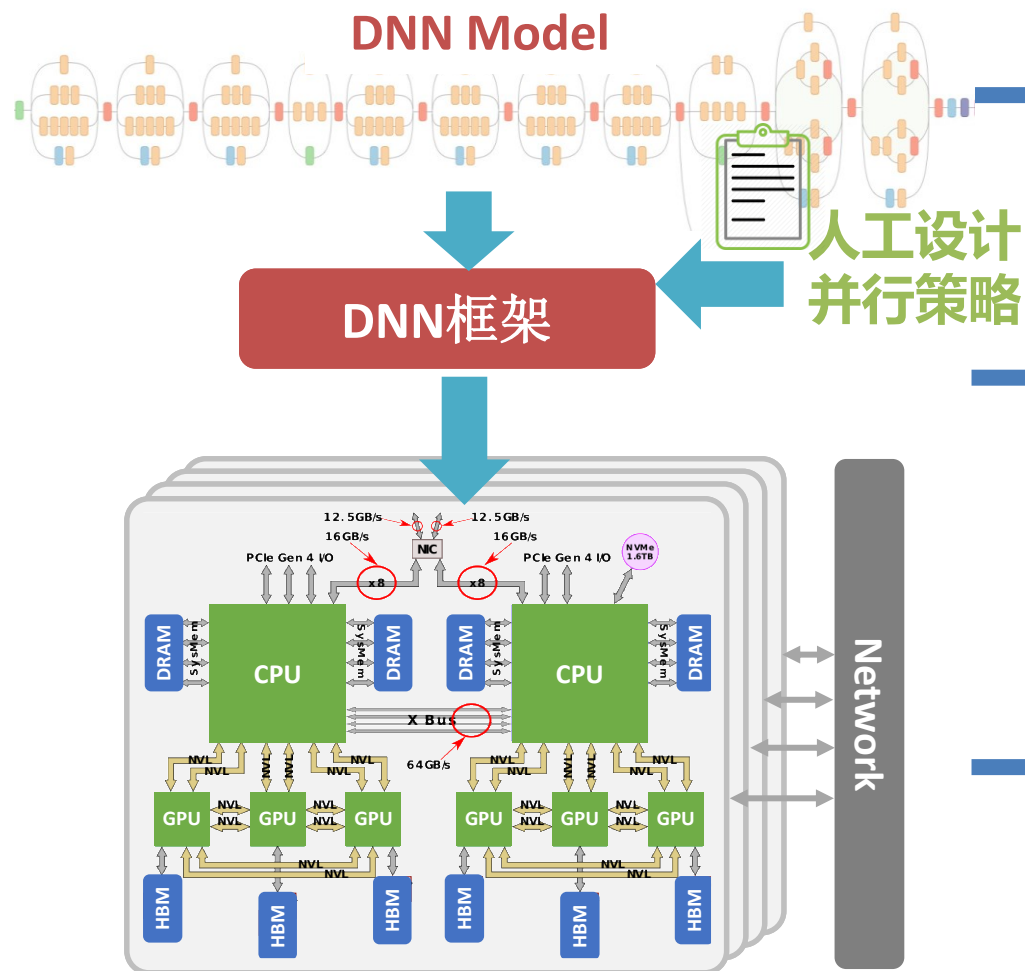 DNN Model
人工设计
并行策略
DNN框架
12.5GB/s
12.5GB/s
16GB/s
16GB/s
NIC
NVMe
1.6TB
PCIe Gen 4 I/O
PCIe Gen 4 I/O
x8
x8
DRAM
SysMem
CPU
SysMem
DRAM
DRAM
SysMem
CPU
SysMem
DRAM
X Bus
64GB/s
NVL
NVL
NVL
NVL
NVL
NVL
NVL
NVL
NVL
NVL
NVL
NVL
GPU
NVL
NVL
GPU
NVL
NVL
GPU
GPU
NVL
NVL
GPU
NVL
NVL
GPU
NVL
NVL
NVL
NVL
HBM
HBM
HBM
HBM
HBM
HBM
Network